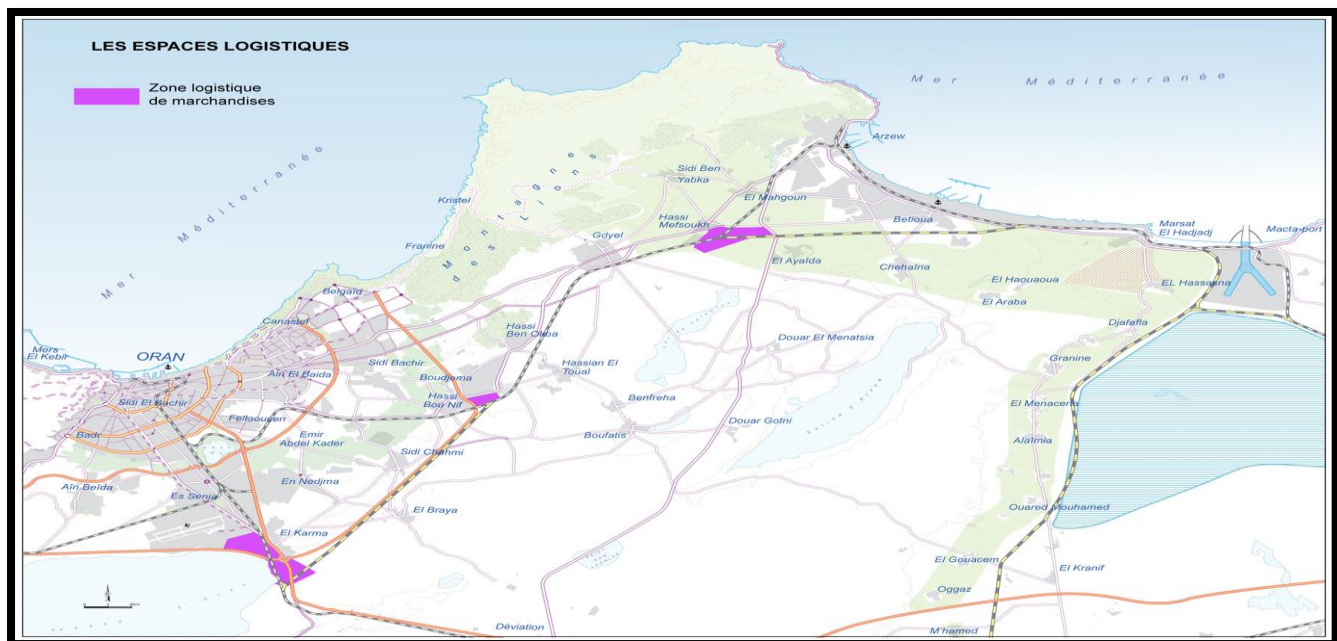 LES ESPACES LOGISTIQUES
Zone logistique
de marchandises
Mer Méditerranée
Mer Méditerranée
Arzew
Sidi Ben
Yabka
El Mahgoun
Kristel
Montagnes
des Lions
Hassi
Mefsoukh
Betioua
Marsat
El Hadjadj
Macta-port
Franine
Gdyel
El Ayaïda
Chehaïria
El Haouaoua
EL Hassasna
El Araba
Belgaïd
Canastel
Djafafla
Mers
El Kebir
ORAN
Hassi
Ben Okba
Douar El Menatsia
Sidi Bachir
Aïn El Baida
Boudjema
Hassian El
Toual
Granine
Hassi
Bou Nif
Sidi El Bachir
Benfreha
El Menaceria
Fellaoucen
Badr
Emir
Abdel Kader
Boufatis
Douar Gotni
Alaïmia
Sidi Chahmi
Aïn Beïda
En Nedjma
Es Senia
Ouared Mouhamed
El Braya
El Karma
El Gouacem
El Kranif
Oggaz
Déviation
M'hamed